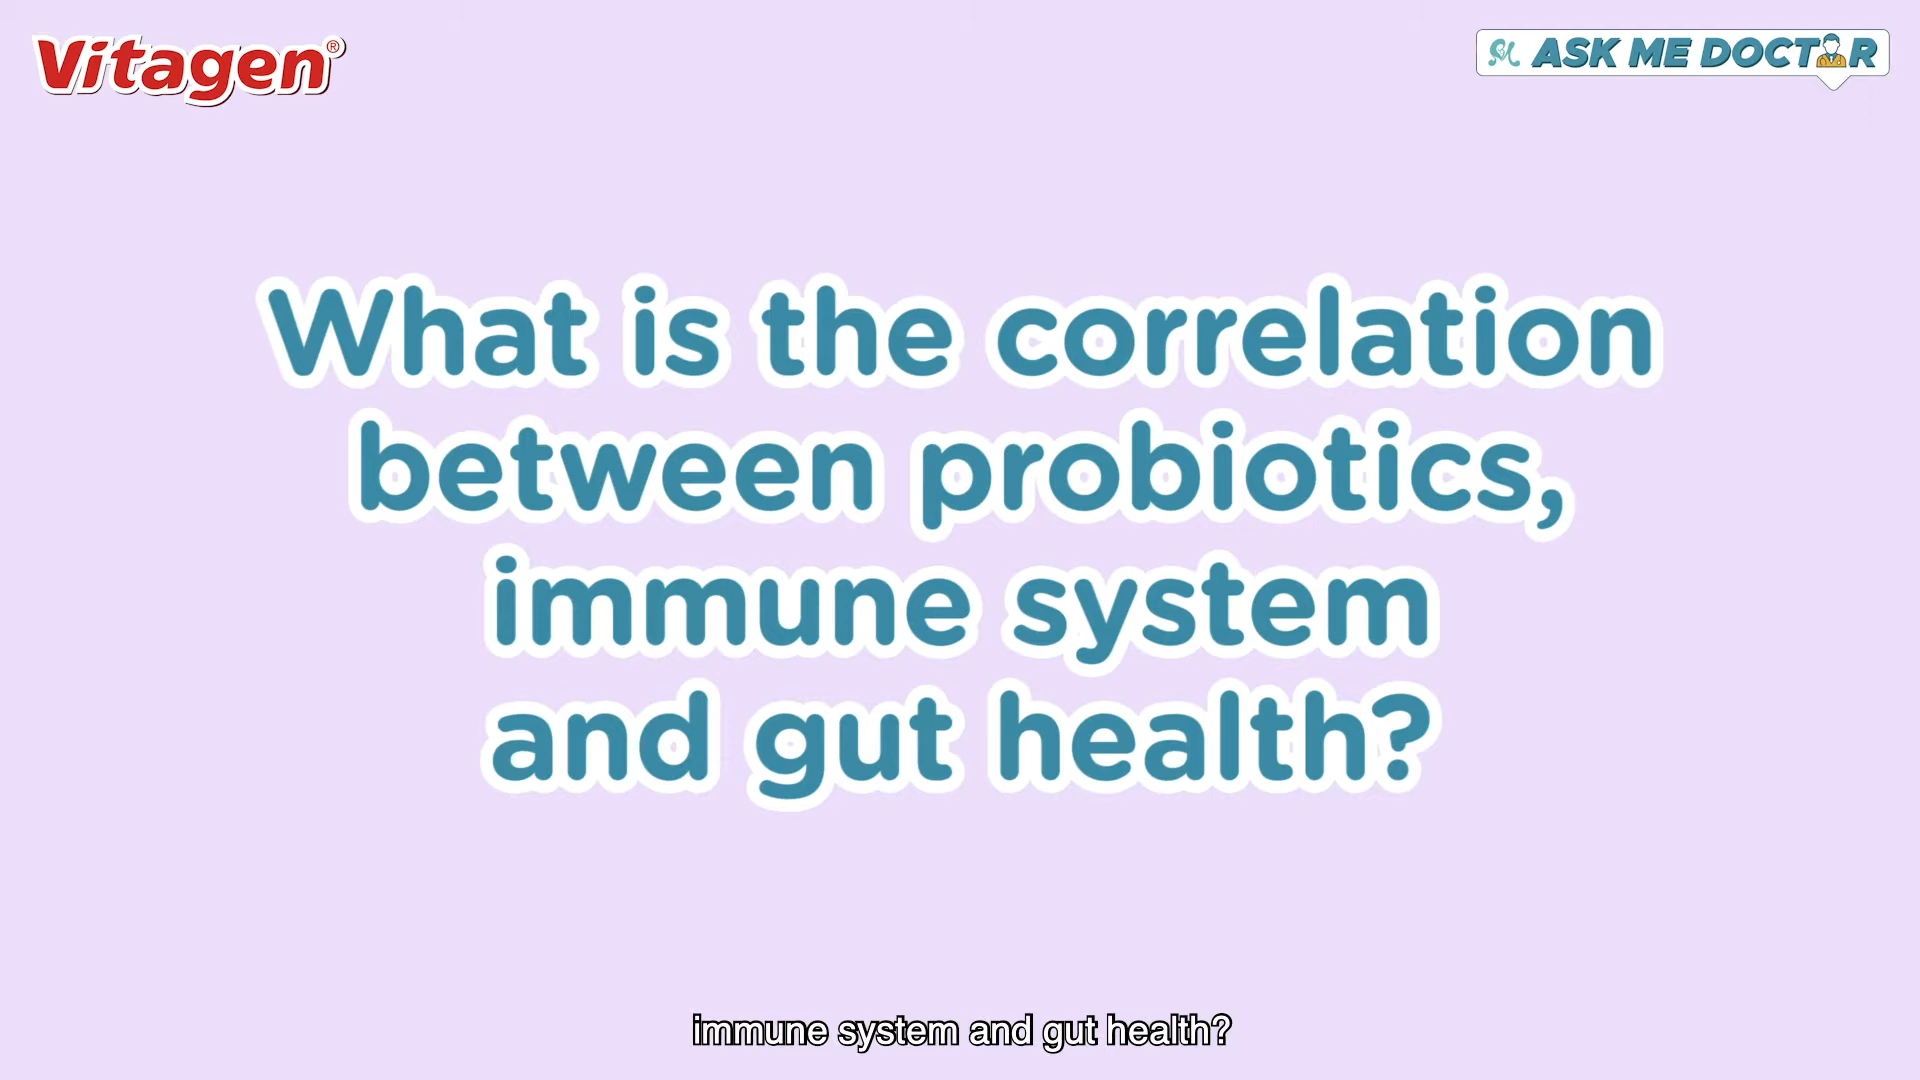 Vitagen®
ASK ME DOCTOR
What is the correlation
between probiotics,
immune system
and gut health?
immune system and gut health?